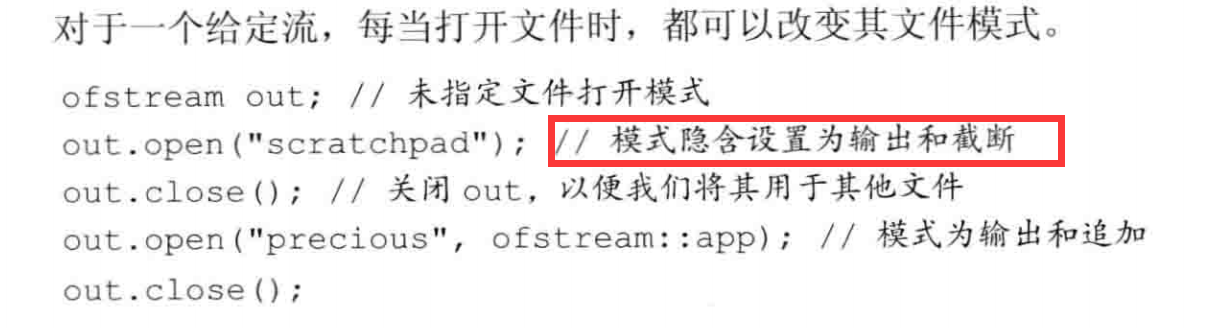 对于一个给定流，每当打开文件时，都可以改变其文件模式。
ofstream out; // 未指定文件打开模式
out.open("scratchpad"); // 模式隐含设置为输出和截断
out.close(); // 关闭 out，以便我们将其用于其他文件
out.open("precious", ofstream::app); // 模式为输出和追加
out.close();